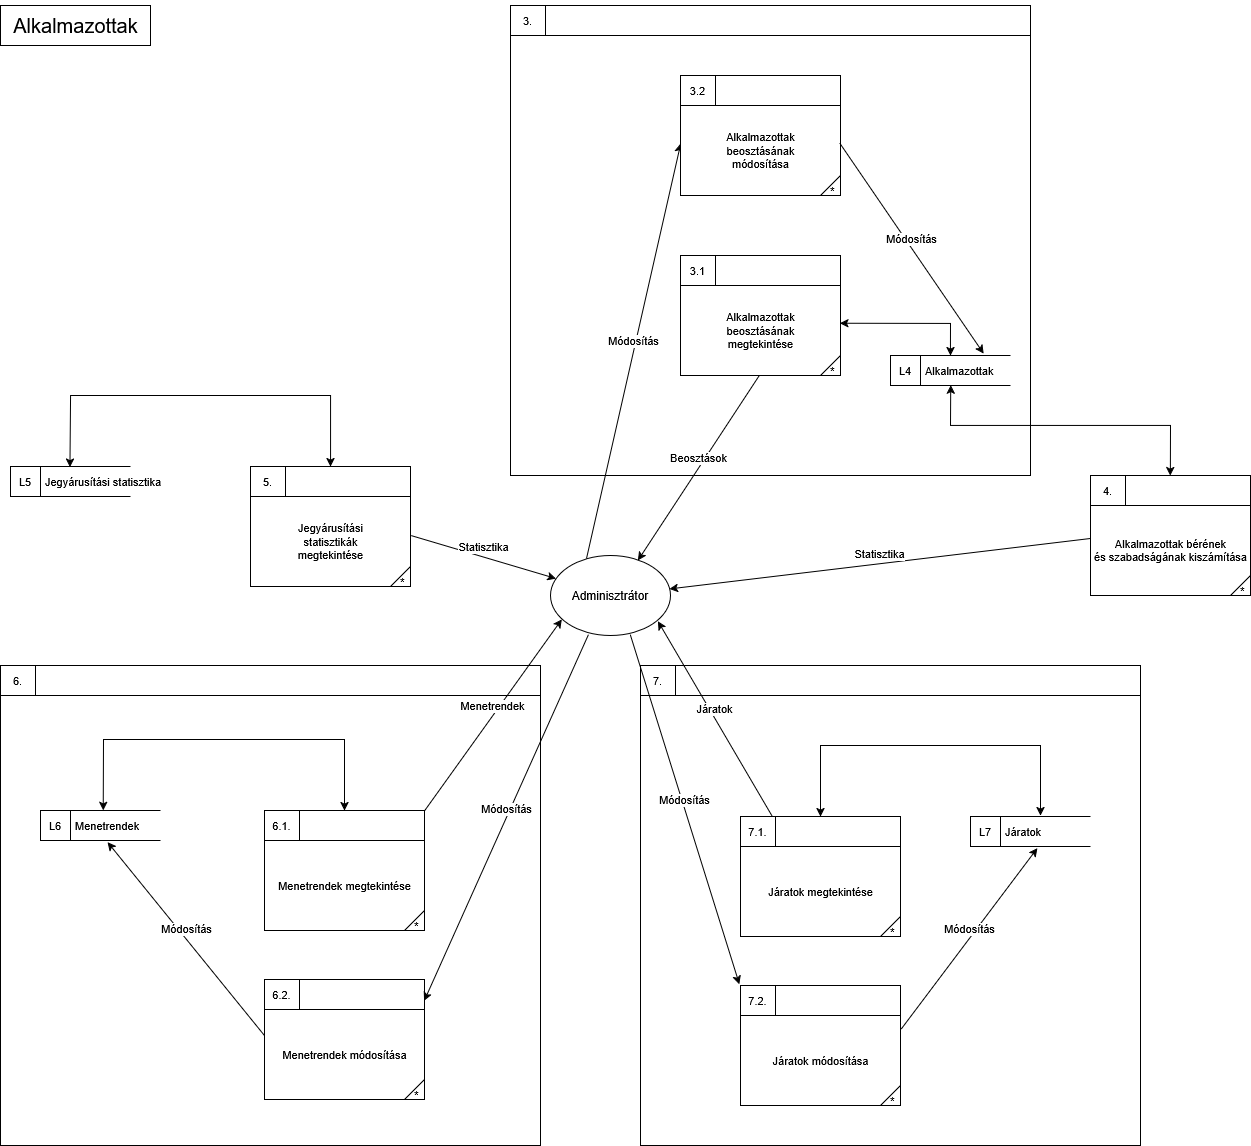 Alkalmazottak
3.
3.2
Alkalmazottak
beosztásának
módosítása
*
Módosítás
3.1
Alkalmazottak
beosztásának
megtekintése
*
Módosítás
L4
Alkalmazottak
Beosztások
L5
Jegyárusítási statisztika
5.
Jegyárusítási
statisztikák
megtekintése
*
Statisztika
4.
Alkalmazottak bérének
és szabadságának kiszámítása
*
Statisztika
Adminisztrátor
6.
Menetrendek
L6
Menetrendek
6.1.
Menetrendek megtekintése
*
Módosítás
Módosítás
6.2.
Menetrendek módosítása
*
7.
Járatok
Módosítás
7.1.
Járatok megtekintése
*
L7
Járatok
Módosítás
7.2.
Járatok módosítása
*